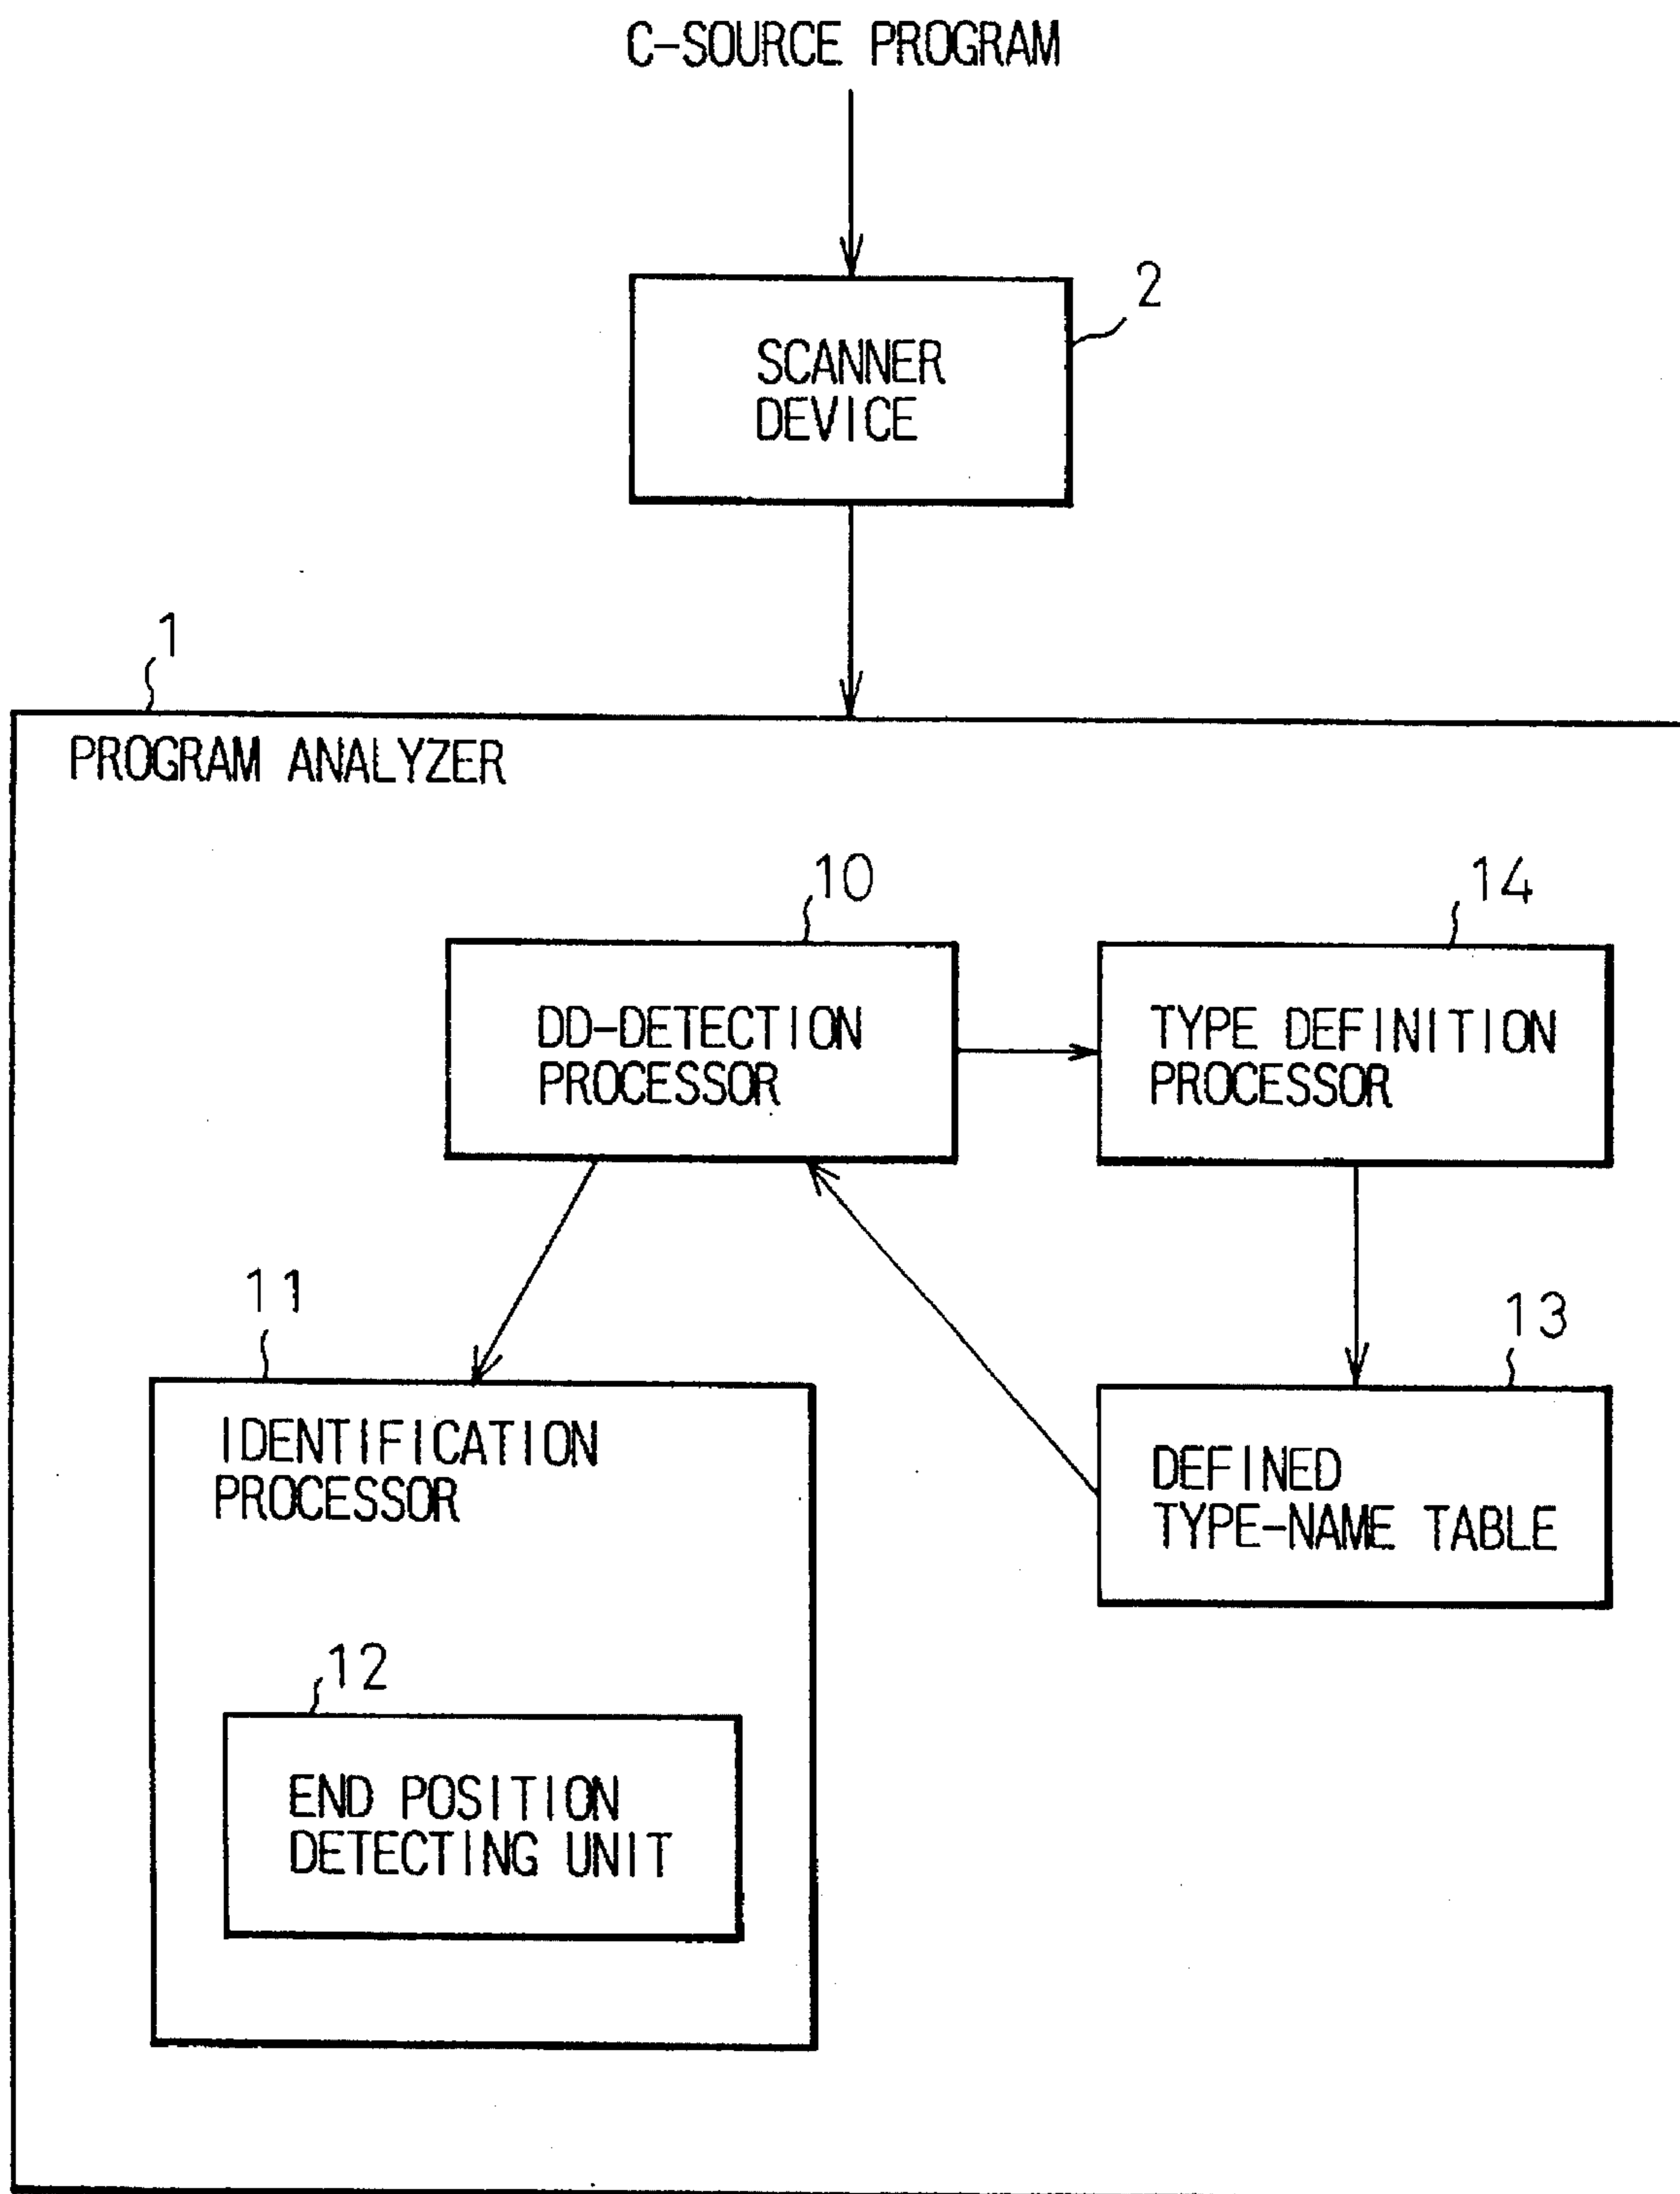 C-SOURCE PROGRAM
2
SCANNER
DEVICE
1
PROGRAM ANALYZER
10
14
DD-DETECTION
PROCESSOR
TYPE DEFINITION
PROCESSOR
11
13
IDENTIFICATION
PROCESSOR
DEFINED
TYPE-NAME TABLE
12
END POSITION
DETECTING UNIT